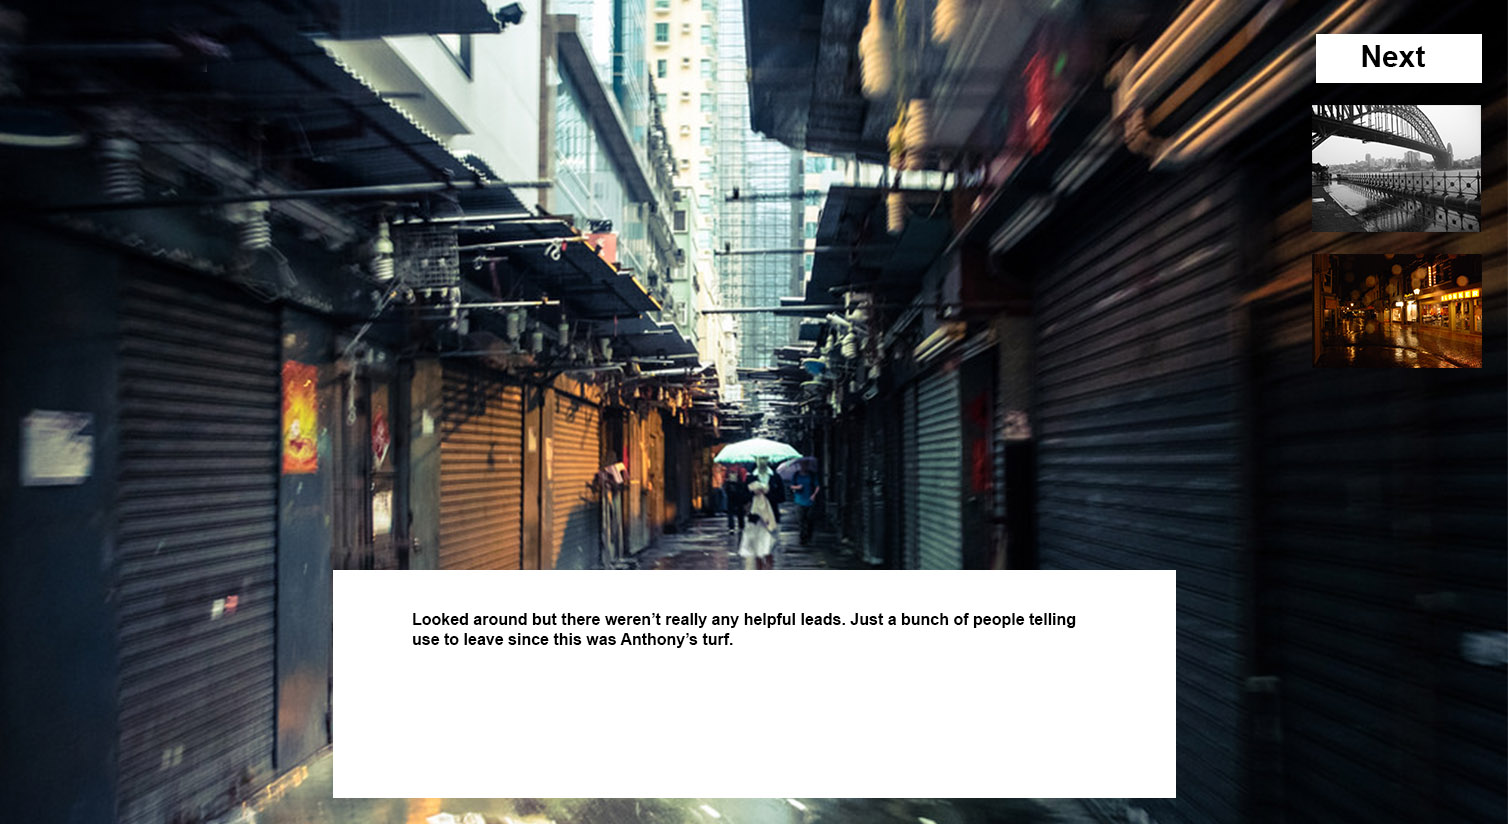 Next
Looked around but there weren’t really any helpful leads. Just a bunch of people telling
use to leave since this was Anthony’s turf.